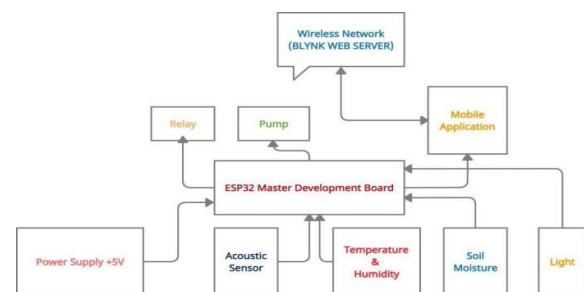 Wireless Network
(BLYNK WEB SERVER)
Relay
Pump
Mobile
Application
ESP32 Master Development Board
Power Supply +5V
Acoustic
Sensor
Temperature
&
Humidity
Soil
Moisture
Light